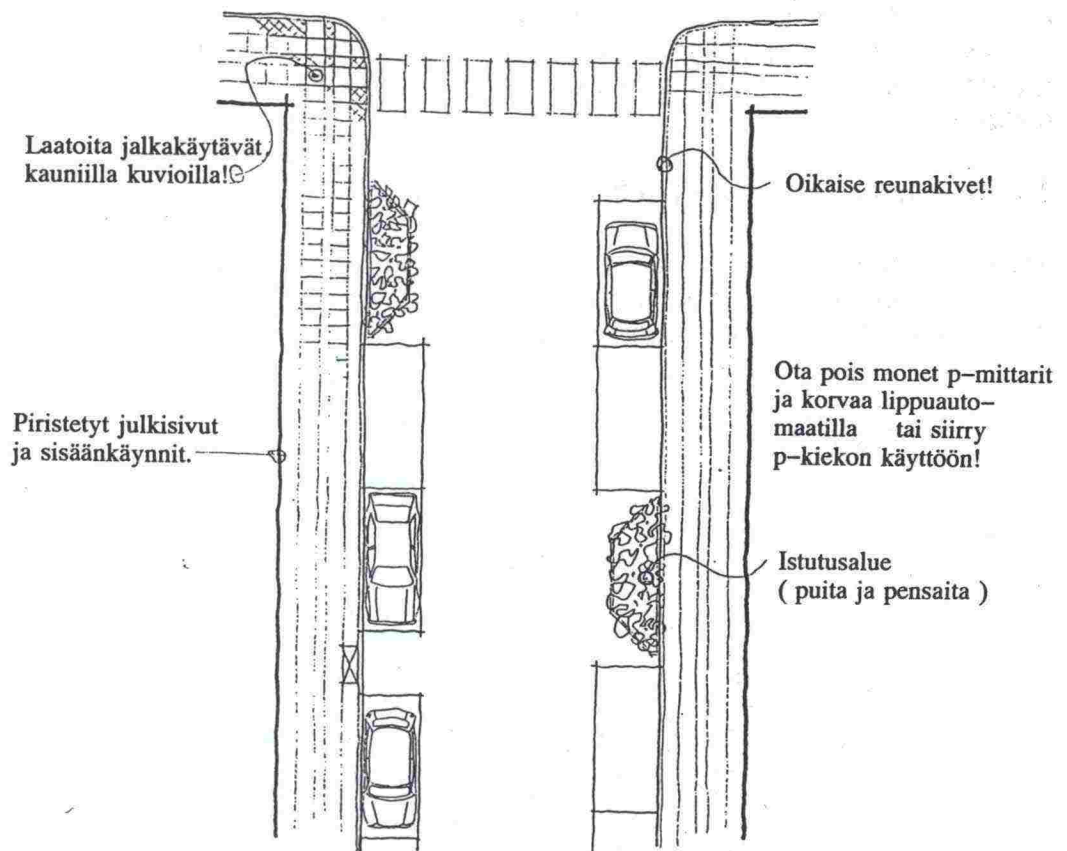 Laatoita jalkakäytävät
kauniilla kuvioilla!
Oikaise reunakivet!
Ota pois monet p-mittarit
ja korvaa lippuauto-
maatilla tai siirry
p-kiekon käyttöön!
Piristetyt julkisivut
ja sisäänkäynnit.
Istutusalue
( puita ja pensaita )